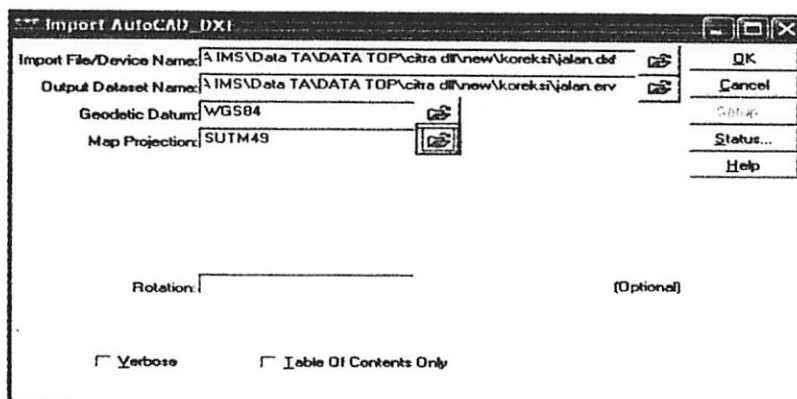 Import AutoCAD_DXF
Import File/Device Name: A IMS\Data TA\DATA TOP\citra dll\new\koreksi\jalan.dxf
OK
Output Dataset Name: A IMS\Data TA\DATA TOP\citra dll\new\koreksi\jalan.erv
Cancel
Geodetic Datum: WGS84
Setup...
Map Projection: SUTM49
Status...
Help
Rotation:
(Optional)
Verbose
Table Of Contents Only